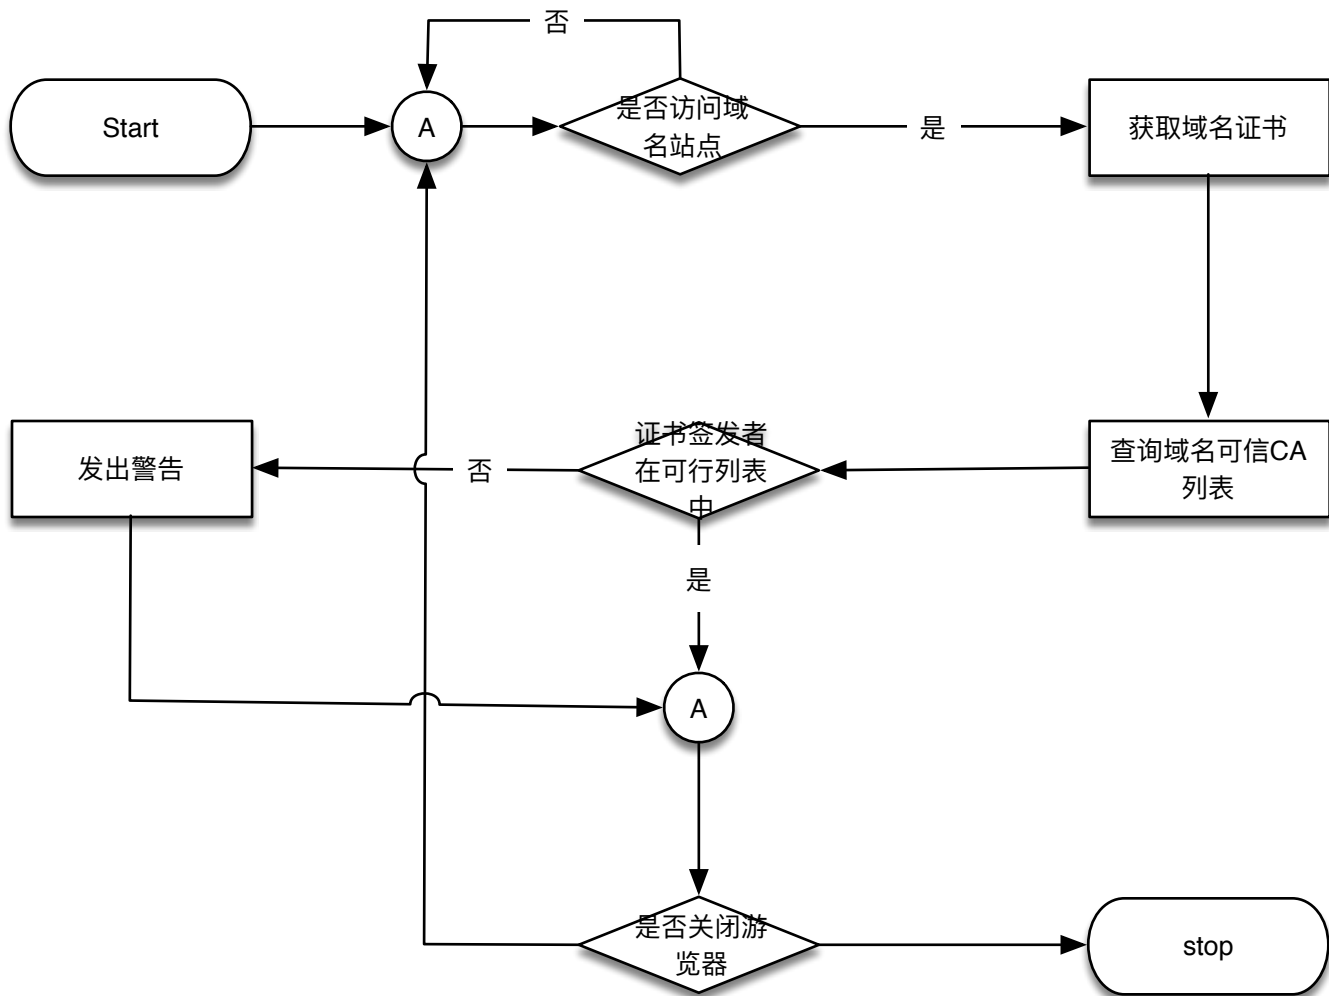 否
Start
A
是否访问域
名站点
是
获取域名证书
发出警告
否
证书签发者
在可行列表
中
查询域名可信CA
列表
是
A
是否关闭游
览器
stop